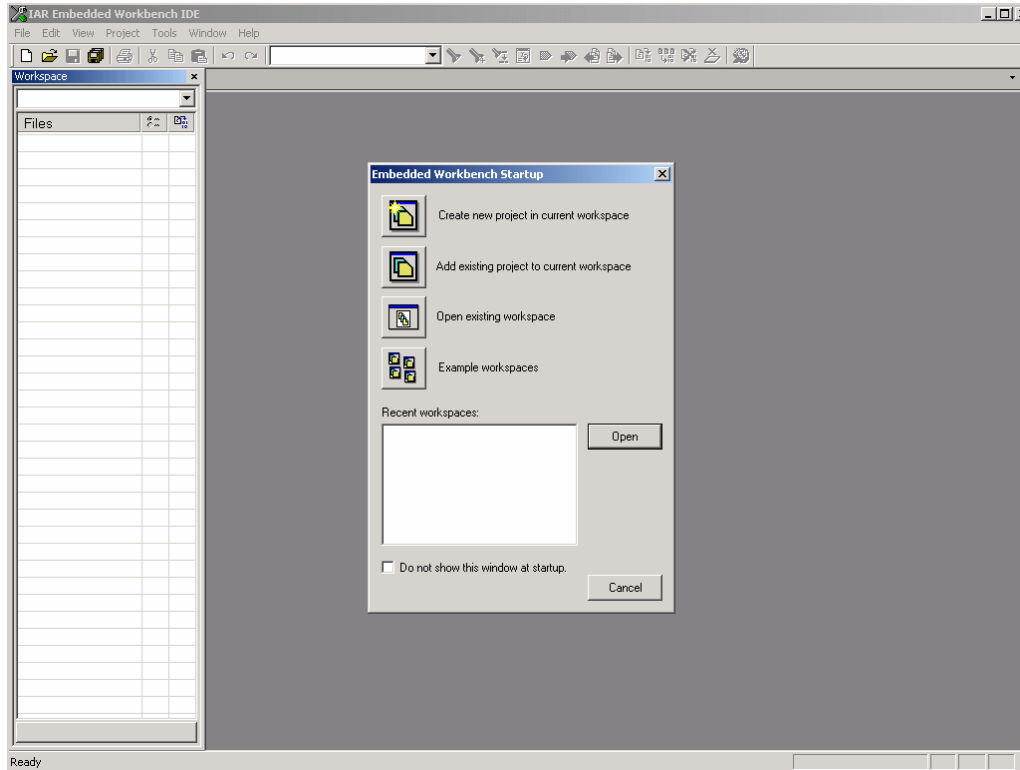 IAR Embedded Workbench IDE
File Edit View Project Tools Window Help
Workspace
Files
Embedded Workbench Startup
Create new project in current workspace
Add existing project to current workspace
Open existing workspace
Example workspaces
Recent workspaces:
Open
Do not show this window at startup.
Cancel
Ready